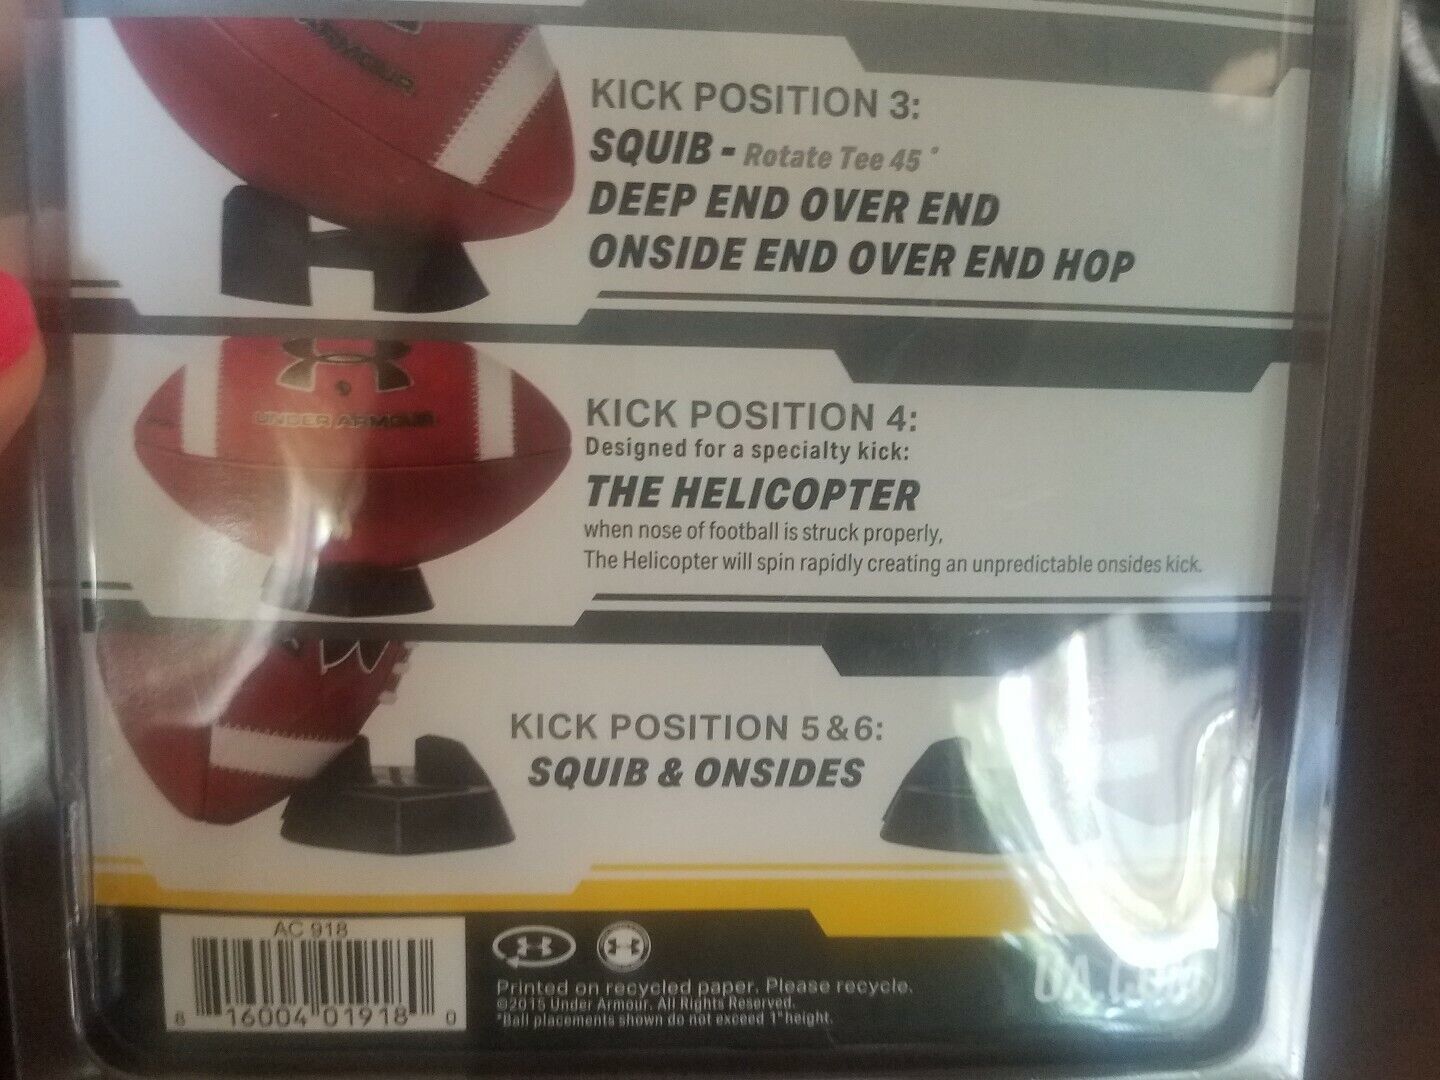 ARMOUR
KICK POSITION 3:
SQUIB - Rotate Tee 45°
DEEP END OVER END
ONSIDE END OVER END HOP
UNDER ARMOUR
KICK POSITION 4:
Designed for a specialty kick:
THE HELICOPTER
when nose of football is struck properly,
The Helicopter will spin rapidly creating an unpredictable onsides kick.
KICK POSITION 5 & 6:
SQUIB & ONSIDES
AC 918
8 16004 01918 0
Printed on recycled paper. Please recycle.
©2015 Under Armour. All Rights Reserved.
*Ball placements shown do not exceed 1" height.
UA.COM